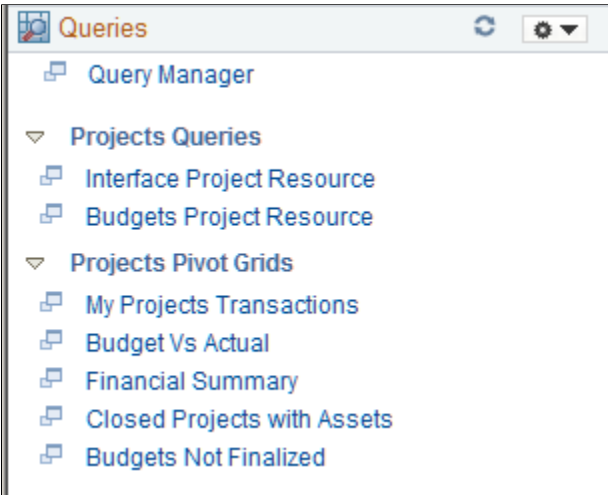 Queries
Query Manager
Projects Queries
Interface Project Resource
Budgets Project Resource
Projects Pivot Grids
My Projects Transactions
Budget Vs Actual
Financial Summary
Closed Projects with Assets
Budgets Not Finalized